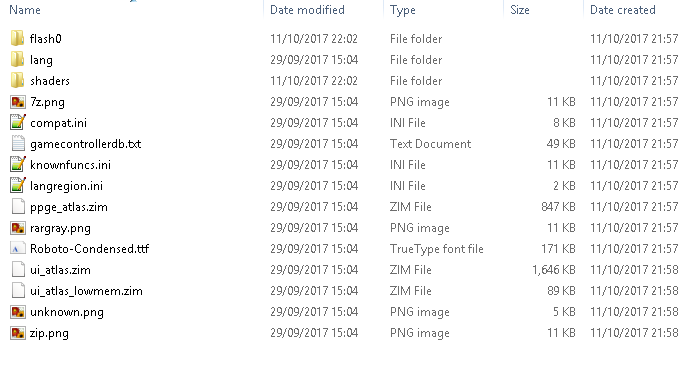 Name Date modified Type Size Date created
flash0 11/10/2017 22:02 File folder 11/10/2017 21:57
lang 29/09/2017 15:04 File folder 11/10/2017 21:57
shaders 11/10/2017 22:02 File folder 11/10/2017 21:57
7z.png 29/09/2017 15:04 PNG image 11 KB 11/10/2017 21:57
compat.ini 29/09/2017 15:04 INI File 8 KB 11/10/2017 21:57
gamecontrollerdb.txt 29/09/2017 15:04 Text Document 49 KB 11/10/2017 21:57
knownfuncs.ini 29/09/2017 15:04 INI File 11 KB 11/10/2017 21:57
langregion.ini 29/09/2017 15:04 INI File 2 KB 11/10/2017 21:57
ppge_atlas.zim 29/09/2017 15:04 ZIM File 847 KB 11/10/2017 21:57
rargray.png 29/09/2017 15:04 PNG image 11 KB 11/10/2017 21:57
Roboto-Condensed.ttf 29/09/2017 15:04 TrueType font file 171 KB 11/10/2017 21:57
ui_atlas.zim 29/09/2017 15:04 ZIM File 1,646 KB 11/10/2017 21:58
ui_atlas_lowmem.zim 29/09/2017 15:04 ZIM File 89 KB 11/10/2017 21:58
unknown.png 29/09/2017 15:04 PNG image 5 KB 11/10/2017 21:58
zip.png 29/09/2017 15:04 PNG image 11 KB 11/10/2017 21:58